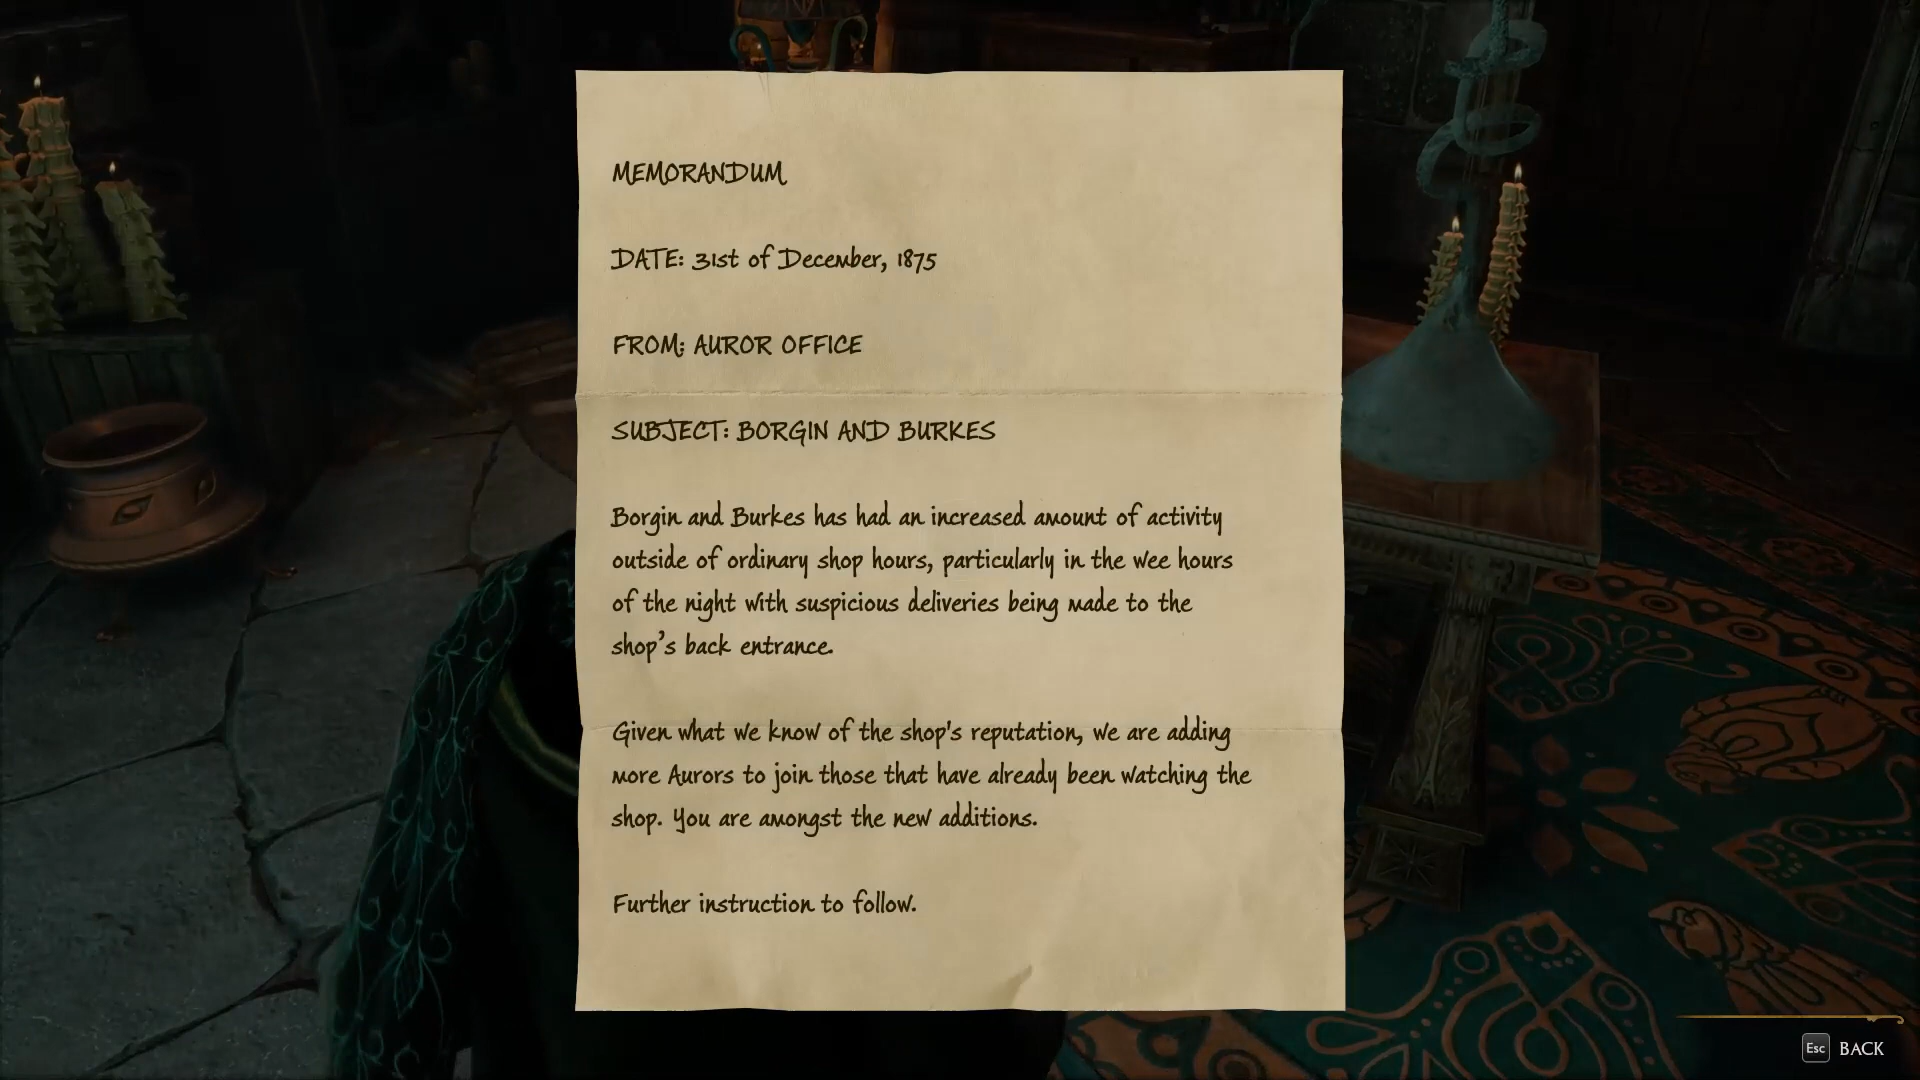 MEMORANDUM
DATE: 31st of December, 1875
FROM: AUROR OFFICE
SUBJECT: BORGIN AND BURKES
Borgin and Burkes has had an increased amount of activity
outside of ordinary shop hours, particularly in the wee hours
of the night with suspicious deliveries being made to the
shop’s back entrance.
Given what we know of the shop's reputation, we are adding
more Aurors to join those that have already been watching the
shop. You are amongst the new additions.
Further instruction to follow.
Esc BACK